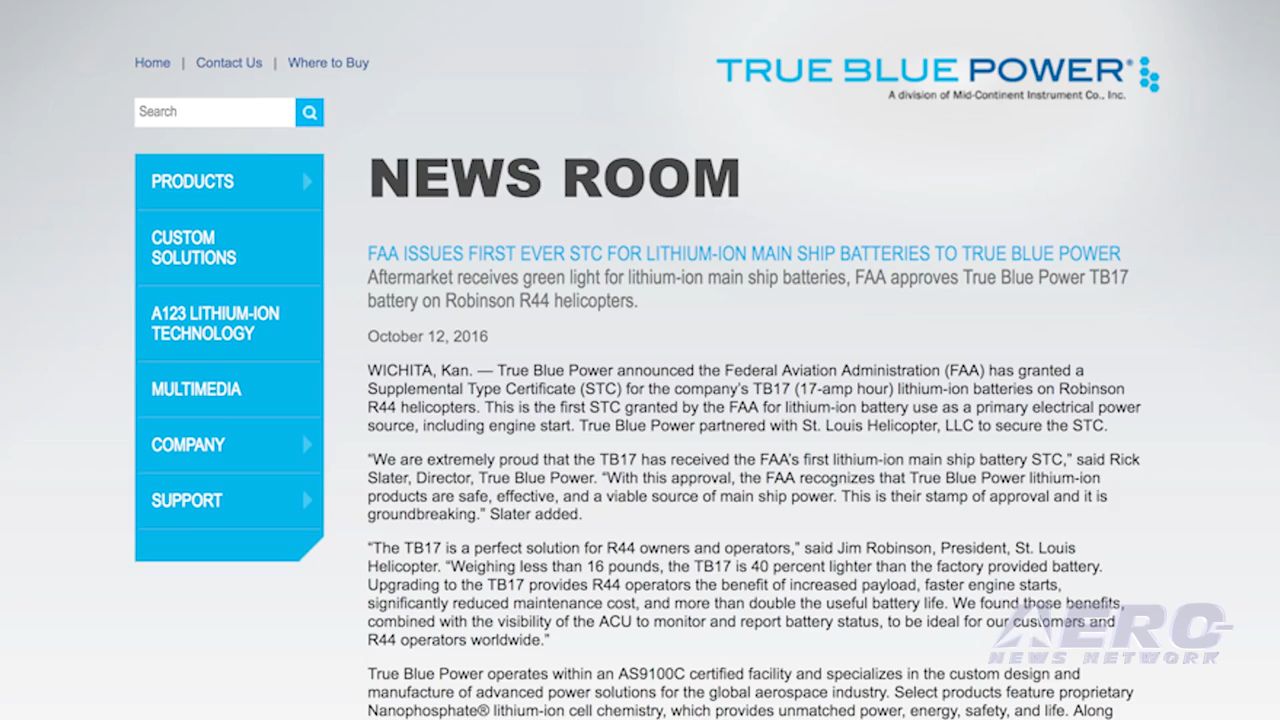 Home | Contact Us | Where to Buy
TRUE BLUE POWER®
A division of Mid-Continent Instrument Co., Inc.
Search
PRODUCTS
CUSTOM
SOLUTIONS
A123 LITHIUM-ION
TECHNOLOGY
MULTIMEDIA
COMPANY
SUPPORT
NEWS ROOM
FAA ISSUES FIRST EVER STC FOR LITHIUM-ION MAIN SHIP BATTERIES TO TRUE BLUE POWER
Aftermarket receives green light for lithium-ion main ship batteries, FAA approves True Blue Power TB17
battery on Robinson R44 helicopters.
October 12, 2016
WICHITA, Kan. — True Blue Power announced the Federal Aviation Administration (FAA) has granted a
Supplemental Type Certificate (STC) for the company’s TB17 (17-amp hour) lithium-ion batteries on Robinson
R44 helicopters. This is the first STC granted by the FAA for lithium-ion battery use as a primary electrical power
source, including engine start. True Blue Power partnered with St. Louis Helicopter, LLC to secure the STC.
“We are extremely proud that the TB17 has received the FAA’s first lithium-ion main ship battery STC,” said Rick
Slater, Director, True Blue Power. “With this approval, the FAA recognizes that True Blue Power lithium-ion
products are safe, effective, and a viable source of main ship power. This is their stamp of approval and it is
groundbreaking.” Slater added.
“The TB17 is a perfect solution for R44 owners and operators,” said Jim Robinson, President, St. Louis
Helicopter. “Weighing less than 16 pounds, the TB17 is 40 percent lighter than the factory provided battery.
Upgrading to the TB17 provides R44 operators the benefit of increased payload, faster engine starts,
significantly reduced maintenance cost, and more than double the useful battery life. We found those benefits,
combined with the visibility of the ACU to monitor and report battery status, to be ideal for our customers and
R44 operators worldwide.”
True Blue Power operates within an AS9100C certified facility and specializes in the custom design and
manufacture of advanced power solutions for the global aerospace industry. Select products feature proprietary
Nanophosphate® lithium-ion cell chemistry, which provides unmatched power, energy, safety, and life. Along
AERO
NEWS NETWORK